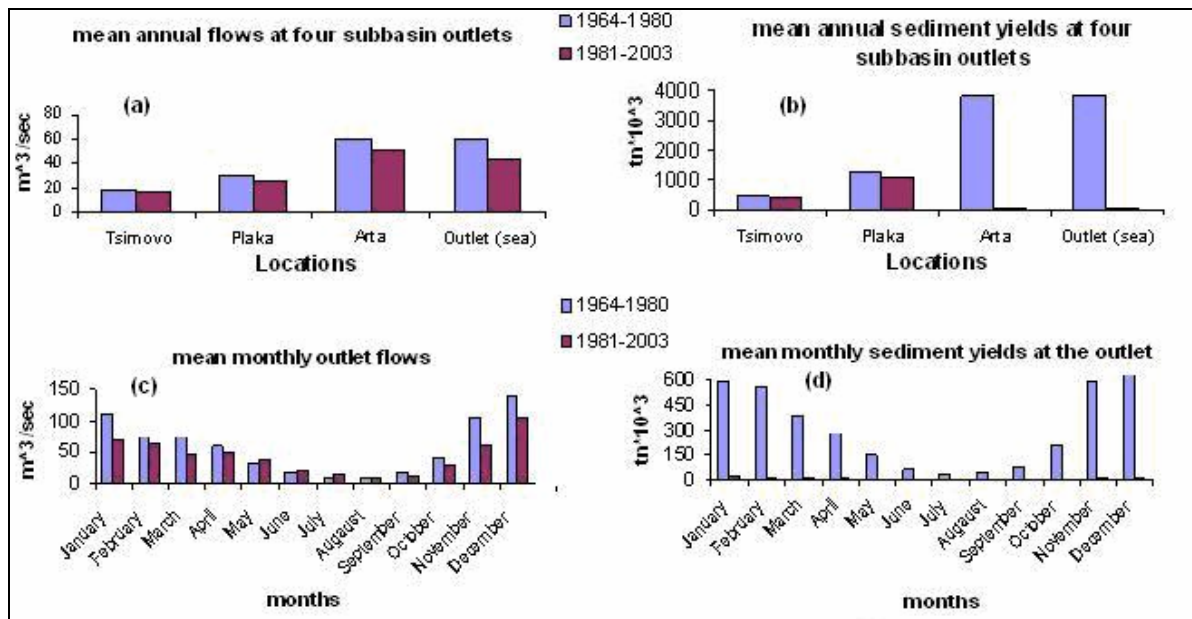 mean annual flows at four subbasin outlets
1964-1980
1981-2003
(a)
m^3/sec
80
60
40
20
0
Tsimovo
Plaka
Arta
Outlet (sea)
Locations
mean annual sediment yields at four
subbasin outlets
(b)
tn*10^3
4000
3000
2000
1000
0
Tsimovo
Plaka
Arta
Outlet (sea)
Locations
1964-1980
1981-2003
mean monthly outlet flows
(c)
m^3/sec
150
100
50
0
January
February
March
April
May
June
July
Augaust
September
October
November
December
months
mean monthly sediment yields at the outlet
(d)
tn*10^3
600
450
300
150
0
January
February
March
April
May
June
July
Augaust
September
October
November
December
months